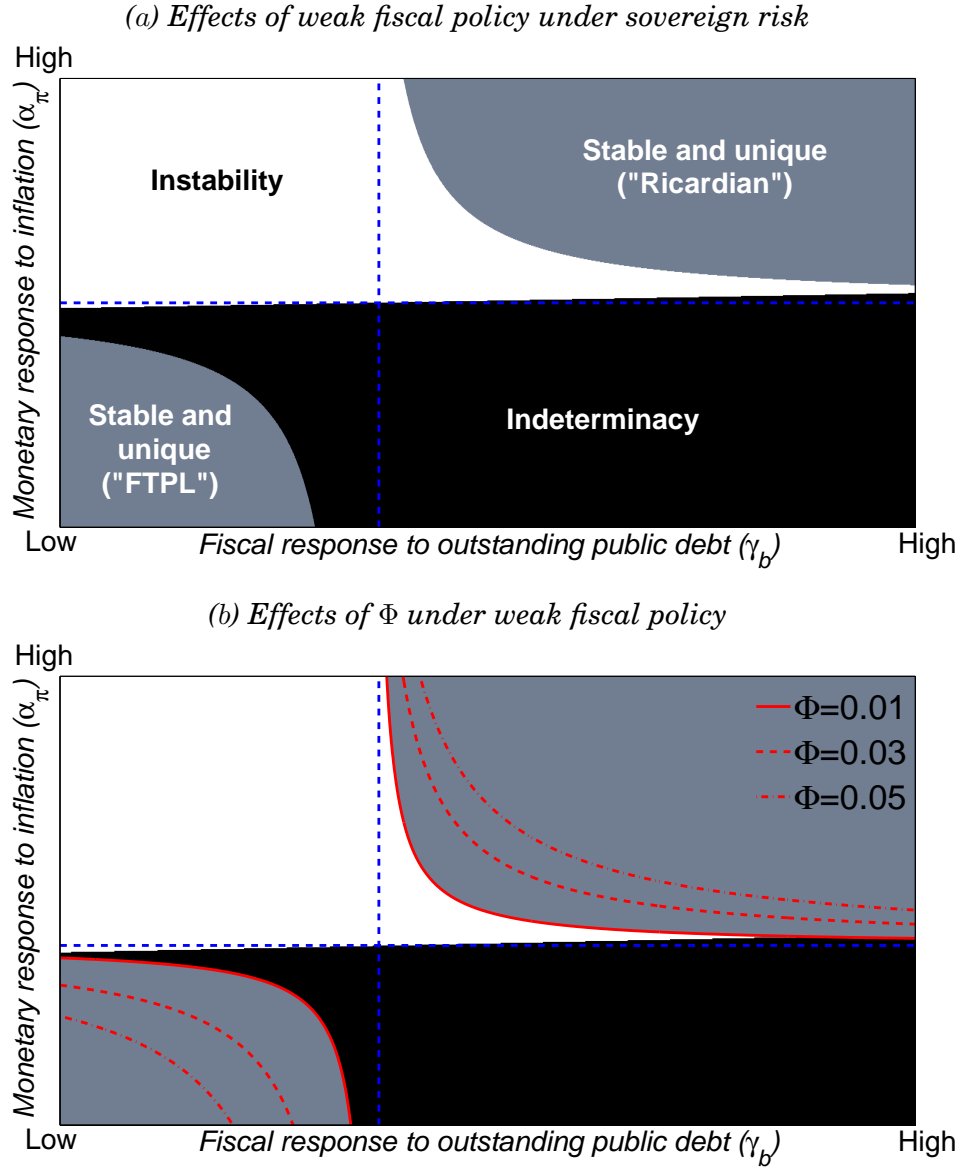 (a) Effects of weak fiscal policy under sovereign risk
High
Monetary response to inflation (α_π)
Instability
Stable and unique
("Ricardian")
Stable and
unique
("FTPL")
Indeterminacy
Low
Fiscal response to outstanding public debt (γ_b)
High
(b) Effects of Φ under weak fiscal policy
High
Monetary response to inflation (α_π)
Φ=0.01
Φ=0.03
Φ=0.05
Low
Fiscal response to outstanding public debt (γ_b)
High